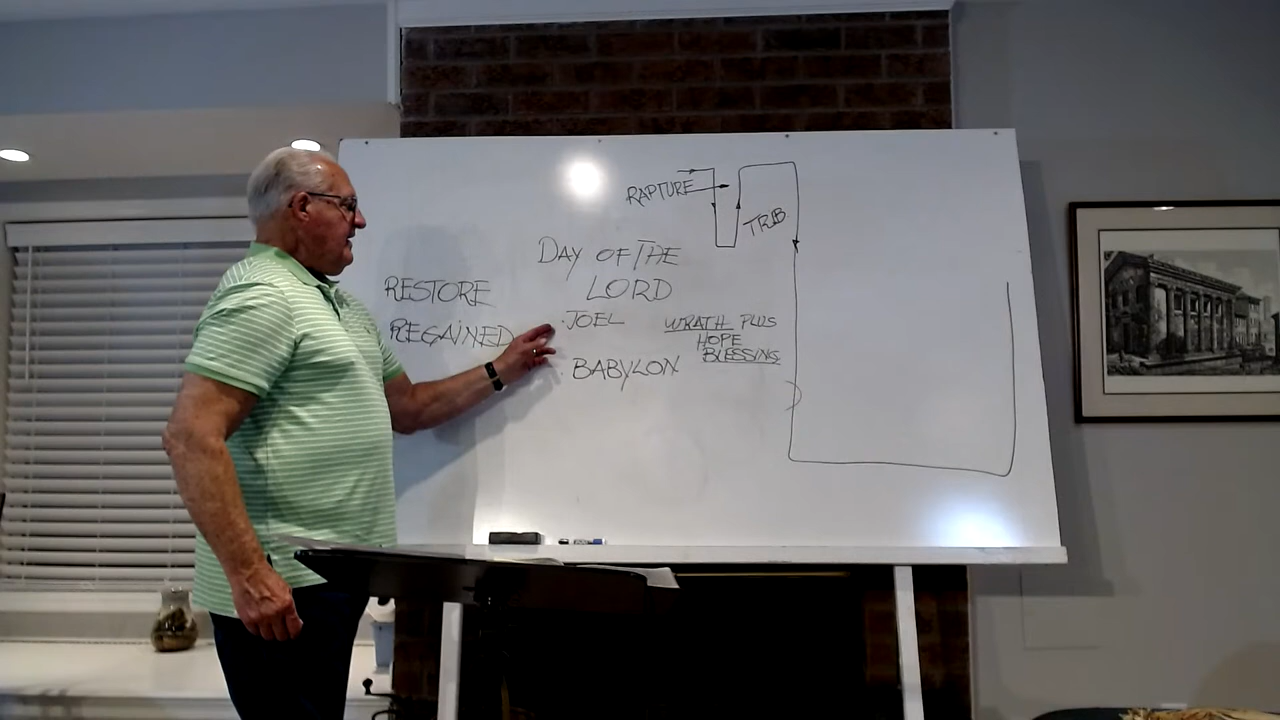 RAPTURE
TRIB
DAY OF THE
LORD
RESTORE
REGAINED
· JOEL
WRATH PLUS
HOPE
BLESSING
· BABYLON